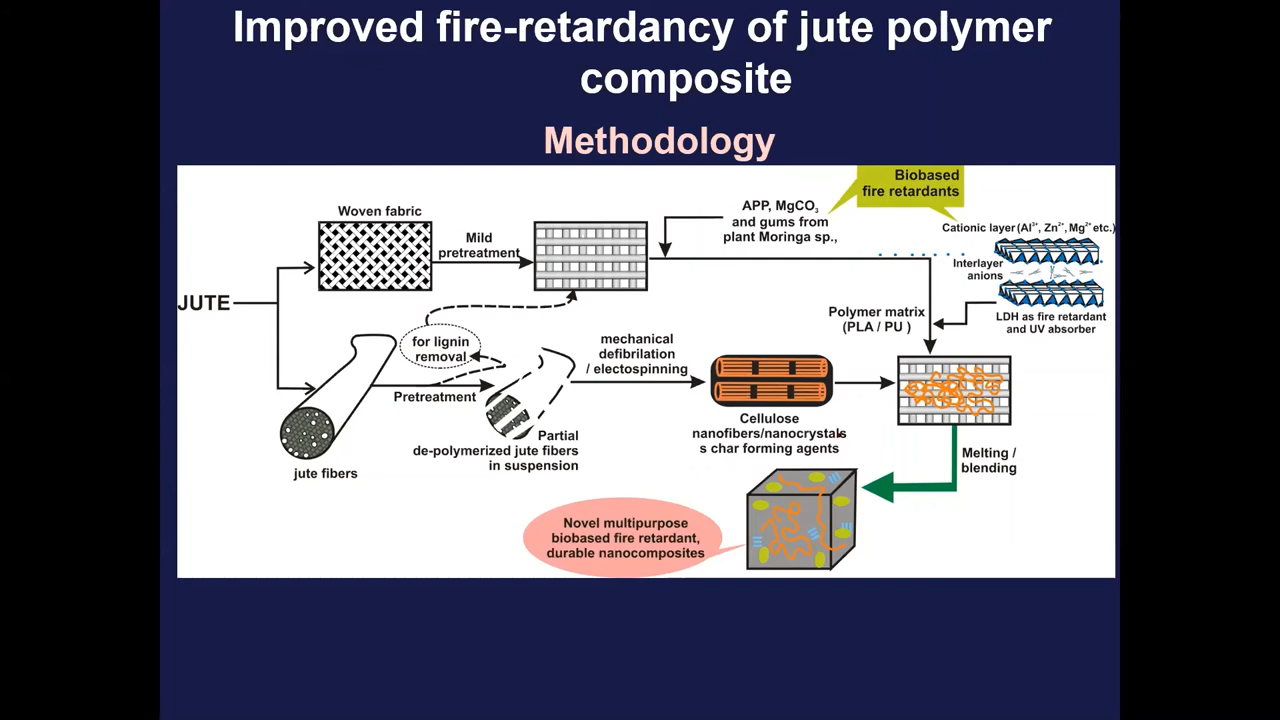 Improved fire-retardancy of jute polymer
composite
Methodology
Biobased
fire retardants
Woven fabric
APP, MgCO₃
and gums from
plant Moringa sp.,
Cationic layer (Al³⁺, Zn²⁺, Mg²⁺ etc.)
Mild
pretreatment
Interlayer
anions
JUTE
Polymer matrix
(PLA / PU )
LDH as fire retardant
and UV absorber
for lignin
removal
mechanical
defibrilation
/ electospinning
Pretreatment
Cellulose
nanofibers/nanocrystals
s char forming agents
Partial
de-polymerized jute fibers
in suspension
jute fibers
Melting /
blending
Novel multipurpose
biobased fire retardant,
durable nanocomposites